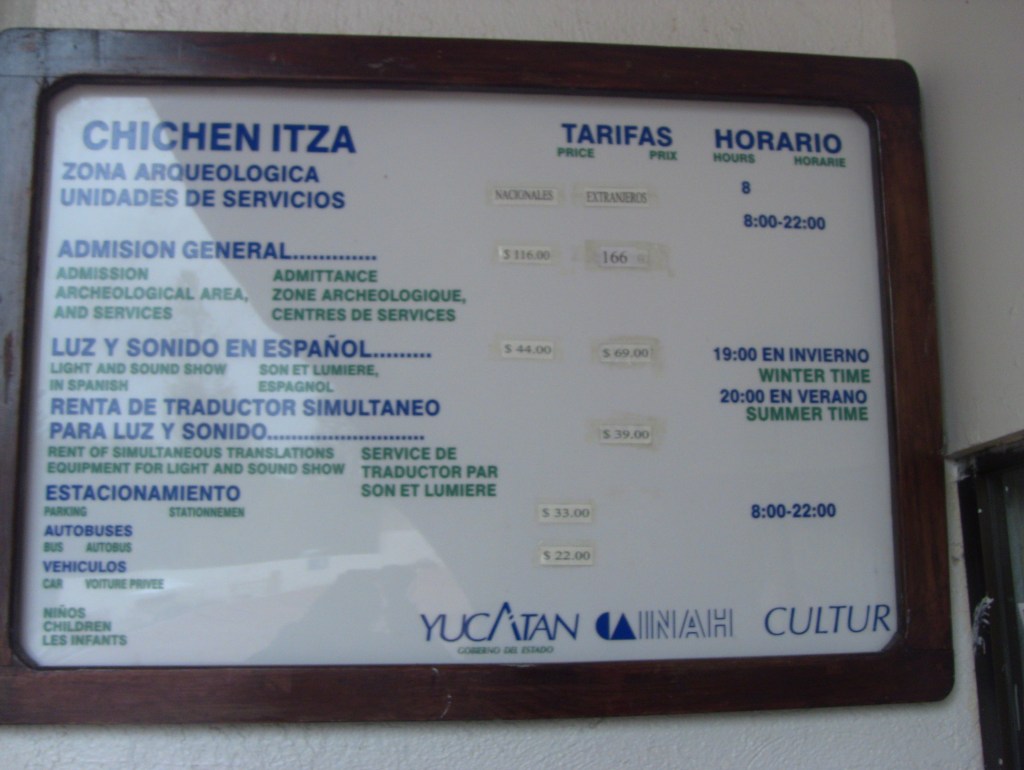 CHICHEN ITZA TARIFAS HORARIO
PRICE PRIX HOURS HORARIE
ZONA ARQUEOLOGICA
UNIDADES DE SERVICIOS NACIONALES EXTRANJEROS 8
8:00-22:00
ADMISION GENERAL............. $ 116.00 166
ADMISSION ADMITTANCE
ARCHEOLOGICAL AREA, ZONE ARCHEOLOGIQUE,
AND SERVICES CENTRES DE SERVICES
LUZ Y SONIDO EN ESPAÑOL......... $ 44.00 $ 69.00 19:00 EN INVIERNO
LIGHT AND SOUND SHOW SON ET LUMIERE, WINTER TIME
IN SPANISH ESPAGNOL 20:00 EN VERANO
RENTA DE TRADUCTOR SIMULTANEO SUMMER TIME
PARA LUZ Y SONIDO......................... $ 39.00
RENT OF SIMULTANEOUS TRANSLATIONS SERVICE DE
EQUIPMENT FOR LIGHT AND SOUND SHOW TRADUCTOR PAR
SON ET LUMIERE
ESTACIONAMIENTO 8:00-22:00
PARKING STATIONNEMEN $ 33.00
AUTOBUSES
BUS AUTOBUS
VEHICULOS $ 22.00
CAR VOITURE PRIVEE
NIÑOS
CHILDREN
LES INFANTS
YUCATAN INAH CULTUR
GOBIERNO DEL ESTADO